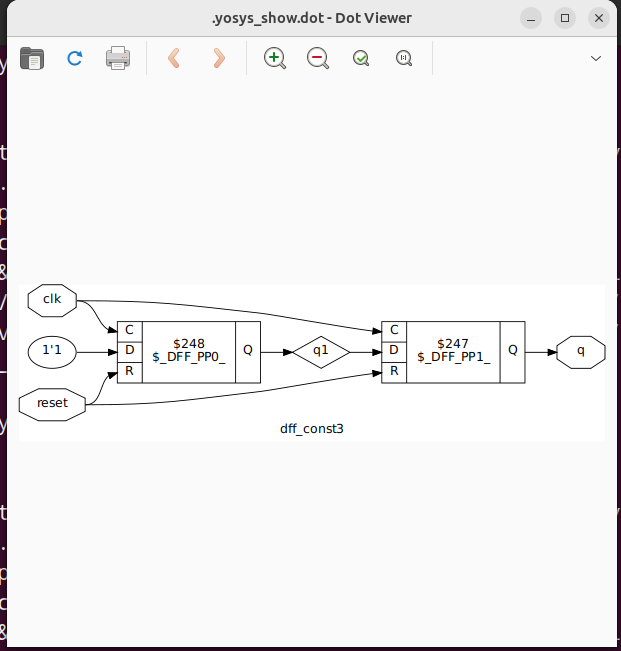 .yosys_show.dot - Dot Viewer
clk
C
D
R
$248
$_DFF_PP0_
Q
1'1
reset
q1
C
D
R
$247
$_DFF_PP1_
Q
q
dff_const3